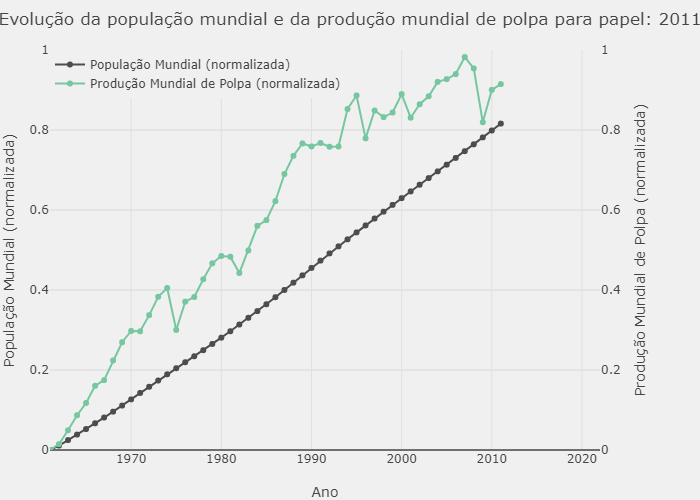 Evolução da população mundial e da produção mundial de polpa para papel: 2011
População Mundial (normalizada)
Produção Mundial de Polpa (normalizada)
1
0.8
0.6
0.4
0.2
0
1
0.8
0.6
0.4
0.2
0
População Mundial (normalizada)
Produção Mundial de Polpa (normalizada)
1970 1980 1990 2000 2010 2020
Ano